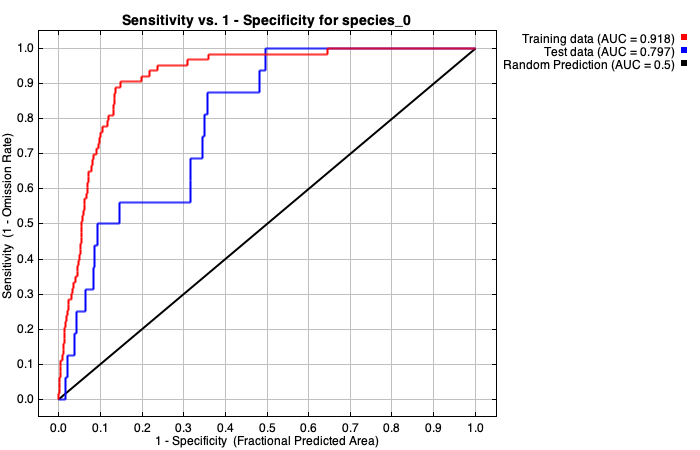 Sensitivity vs. 1 - Specificity for species_0
Training data (AUC = 0.918)
Test data (AUC = 0.797)
Random Prediction (AUC = 0.5)
Sensitivity (1 - Omission Rate)
1.0
0.9
0.8
0.7
0.6
0.5
0.4
0.3
0.2
0.1
0.0
0.0 0.1 0.2 0.3 0.4 0.5 0.6 0.7 0.8 0.9 1.0
1 - Specificity (Fractional Predicted Area)